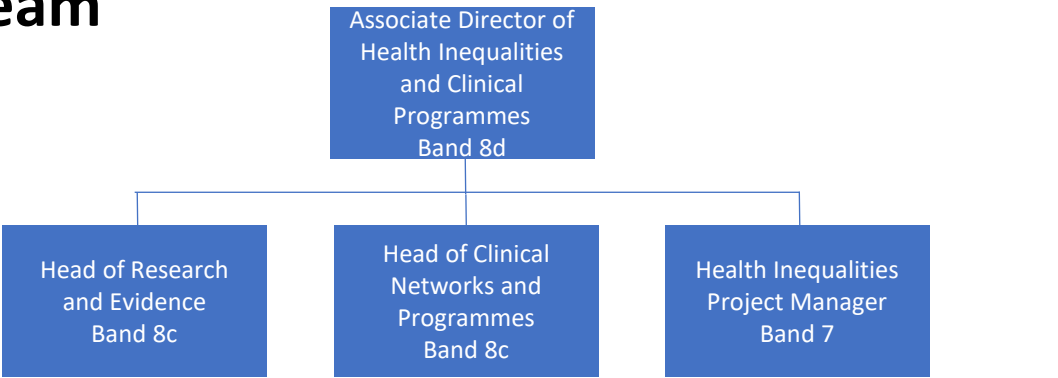 Associate Director of
Health Inequalities
and Clinical
Programmes
Band 8d
Head of Research
and Evidence
Band 8c
Head of Clinical
Networks and
Programmes
Band 8c
Health Inequalities
Project Manager
Band 7